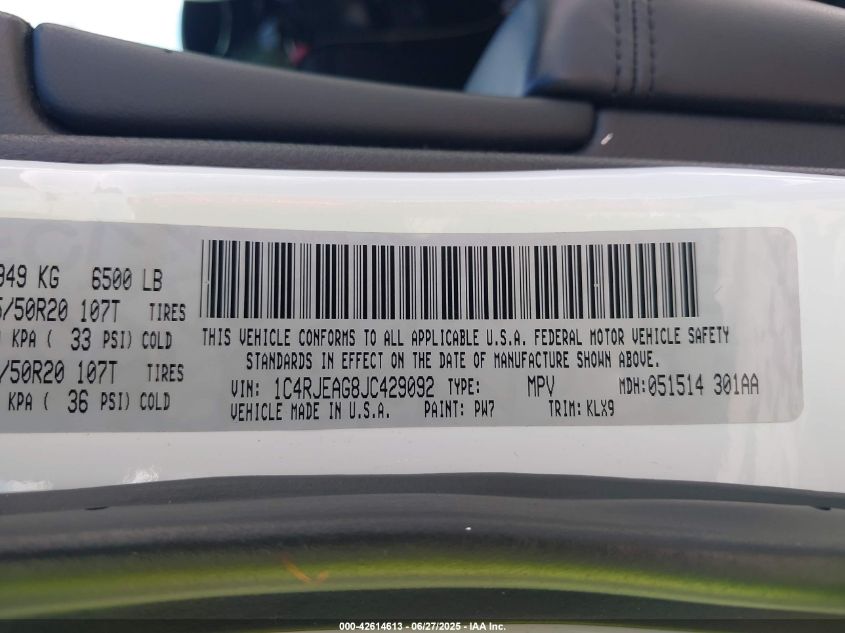 949 KG 6500 LB
/50R20 107T TIRES
KPA ( 33 PSI) COLD
/50R20 107T TIRES
KPA ( 36 PSI) COLD
THIS VEHICLE CONFORMS TO ALL APPLICABLE U.S.A. FEDERAL MOTOR VEHICLE SAFETY
STANDARDS IN EFFECT ON THE DATE OF MANUFACTURE SHOWN ABOVE.
VIN: 1C4RJEAG8JC429092 TYPE: MPV MDH: 051514 301AA
VEHICLE MADE IN U.S.A. PAINT: PW7 TRIM: KLX9
000-42614613 - 06/27/2025 - IAA Inc.